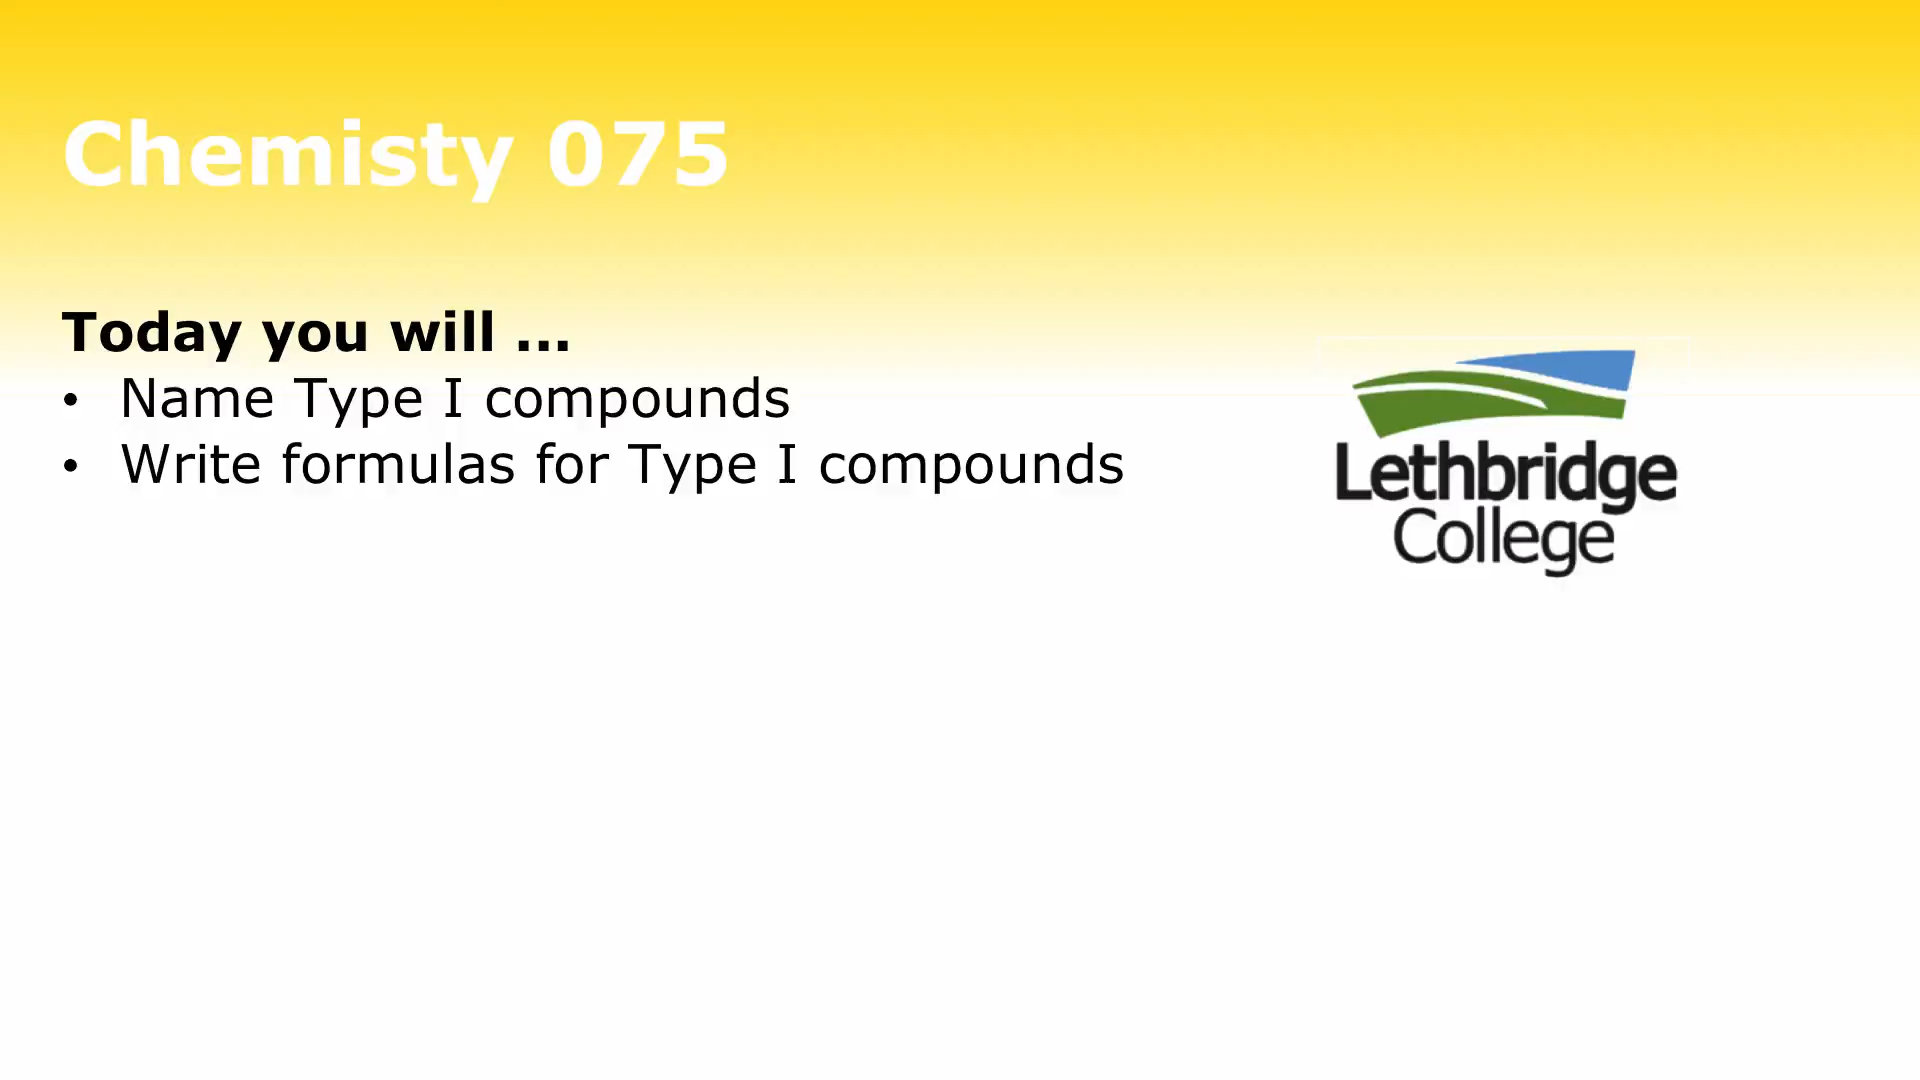 Chemisty 075
Today you will ...
• Name Type I compounds
• Write formulas for Type I compounds
Lethbridge
College